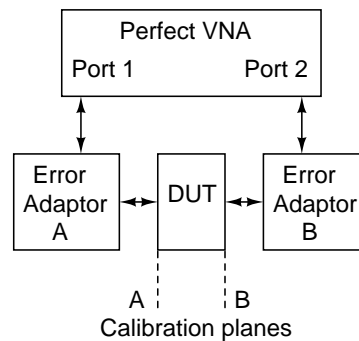 Perfect VNA
Port 1 Port 2
Error Adaptor A
DUT
Error Adaptor B
A B
Calibration planes